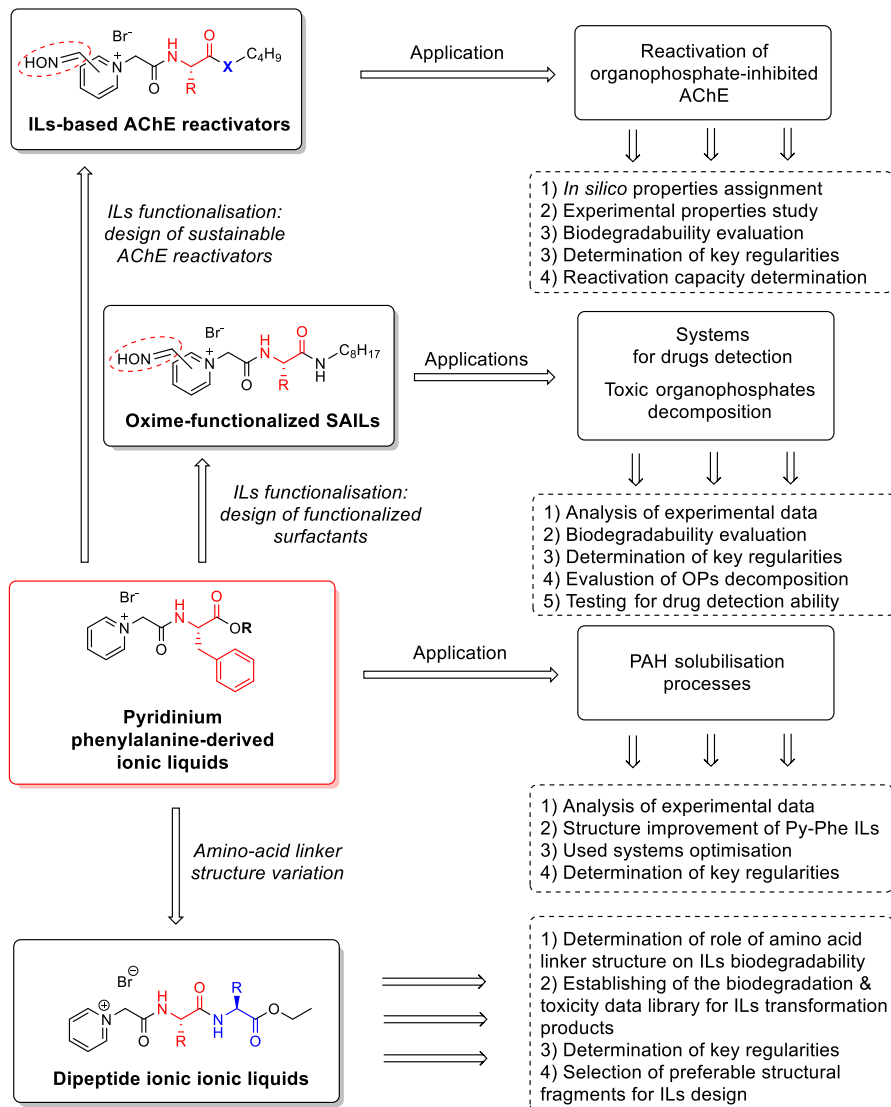 Br-
HON
N+
O
H
N
O
R
X
C4H9
ILs-based AChE reactivators
Application
Reactivation of
organophosphate-inhibited
AChE
1) In silico properties assignment
2) Experimental properties study
3) Biodegradabuility evaluation
3) Determination of key regularities
4) Reactivation capacity determination
ILs functionalisation:
design of sustainable
AChE reactivators
Br-
HON
N+
O
H
N
O
R
N
H
C8H17
Oxime-functionalized SAILs
Applications
Systems
for drugs detection
Toxic organophosphates
decomposition
1) Analysis of experimental data
2) Biodegradabuility evaluation
3) Determination of key regularities
4) Evalustion of OPs decomposition
5) Testing for drug detection ability
ILs functionalisation:
design of functionalized
surfactants
Br-
N+
O
H
N
O
OR
Pyridinium
phenylalanine-derived
ionic liquids
Application
PAH solubilisation
processes
1) Analysis of experimental data
2) Structure improvement of Py-Phe ILs
3) Used systems optimisation
4) Determination of key regularities
Amino-acid linker
structure variation
Br⊖
N⊕
O
H
N
O
R
N
H
R
O
O
Dipeptide ionic ionic liquids
1) Determination of role of amino acid
linker structure on ILs biodegradability
2) Establishing of the biodegradation &
toxicity data library for ILs transformation
products
3) Determination of key regularities
4) Selection of preferable structural
fragments for ILs design